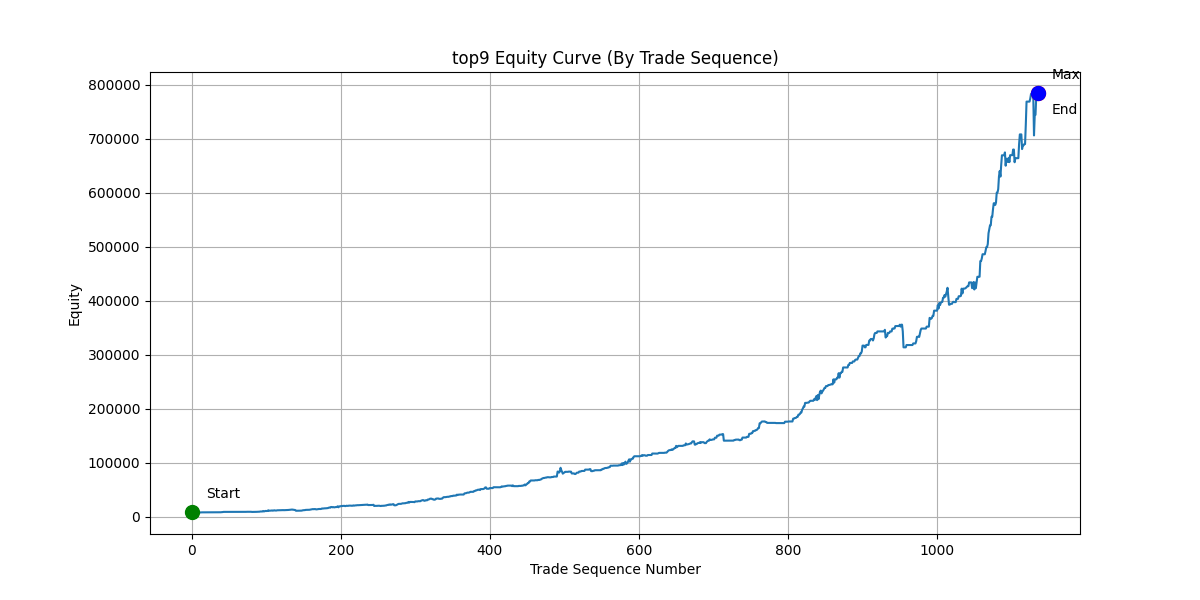 top9 Equity Curve (By Trade Sequence)
Max
800000
End
700000
600000
500000
400000
Equity
300000
200000
100000
Start
0
0 200 400 600 800 1000
Trade Sequence Number